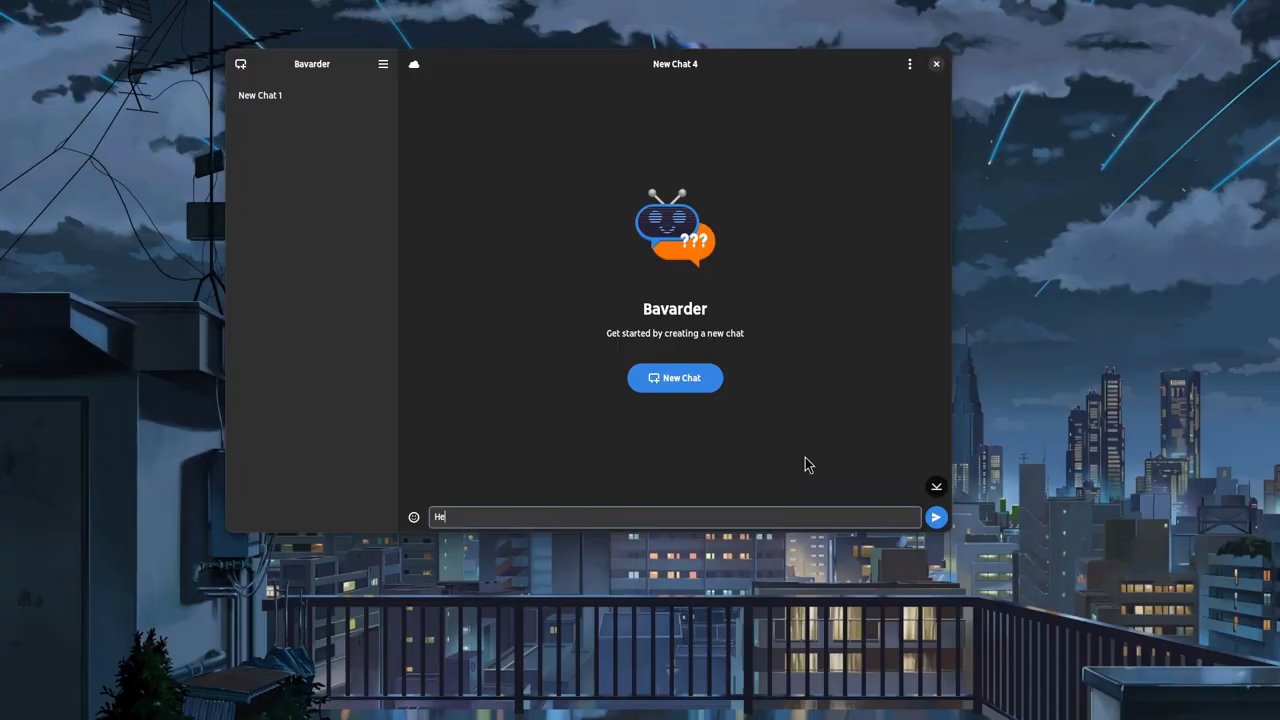 Bavarder
New Chat 4
New Chat 1
???
Bavarder
Get started by creating a new chat
New Chat
He